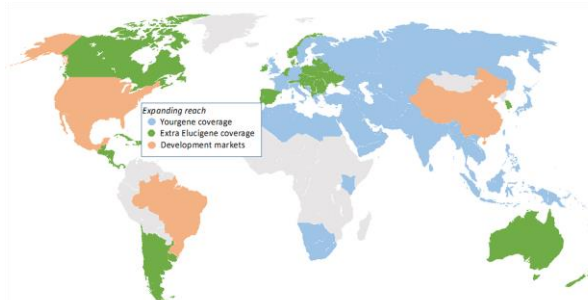 Expanding reach
Yourgene coverage
Extra Elucigene coverage
Development markets